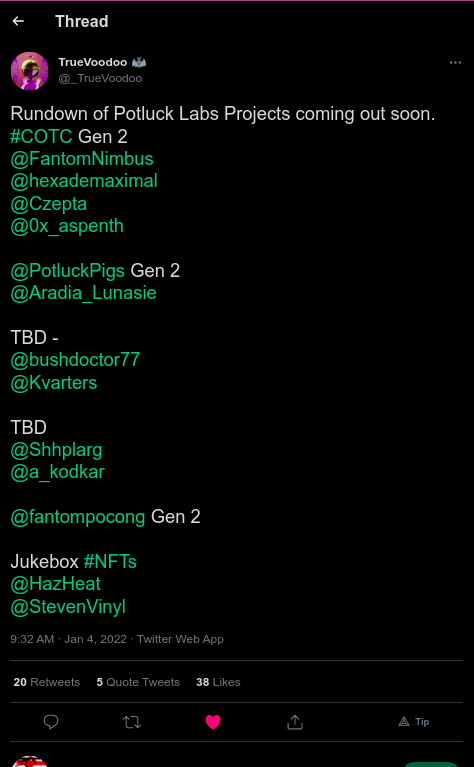 Thread
TrueVoodoo
@_TrueVoodoo
Rundown of Potluck Labs Projects coming out soon.
#COTC Gen 2
@FantomNimbus
@hexademaximal
@Czepta
@0x_aspenth
@PotluckPigs Gen 2
@Aradia_Lunasie
TBD -
@bushdoctor77
@Kvarters
TBD
@Shhplarg
@a_kodkar
@fantompocong Gen 2
Jukebox #NFTs
@HazHeat
@StevenVinyl
9:32 AM · Jan 4, 2022 · Twitter Web App
20 Retweets 5 Quote Tweets 38 Likes
Tip